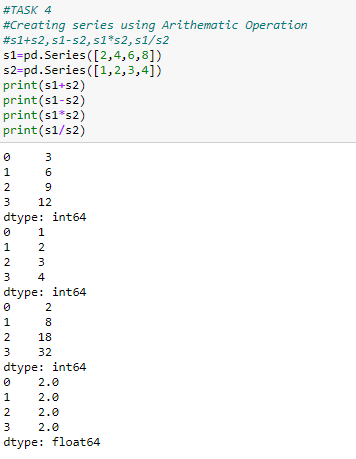 #TASK 4
#Creating series using Arithematic Operation
#s1+s2,s1-s2,s1*s2,s1/s2
s1=pd.Series([2,4,6,8])
s2=pd.Series([1,2,3,4])
print(s1+s2)
print(s1-s2)
print(s1*s2)
print(s1/s2)
0     3
1     6
2     9
3    12
dtype: int64
0    1
1    2
2    3
3    4
dtype: int64
0     2
1     8
2    18
3    32
dtype: int64
0    2.0
1    2.0
2    2.0
3    2.0
dtype: float64